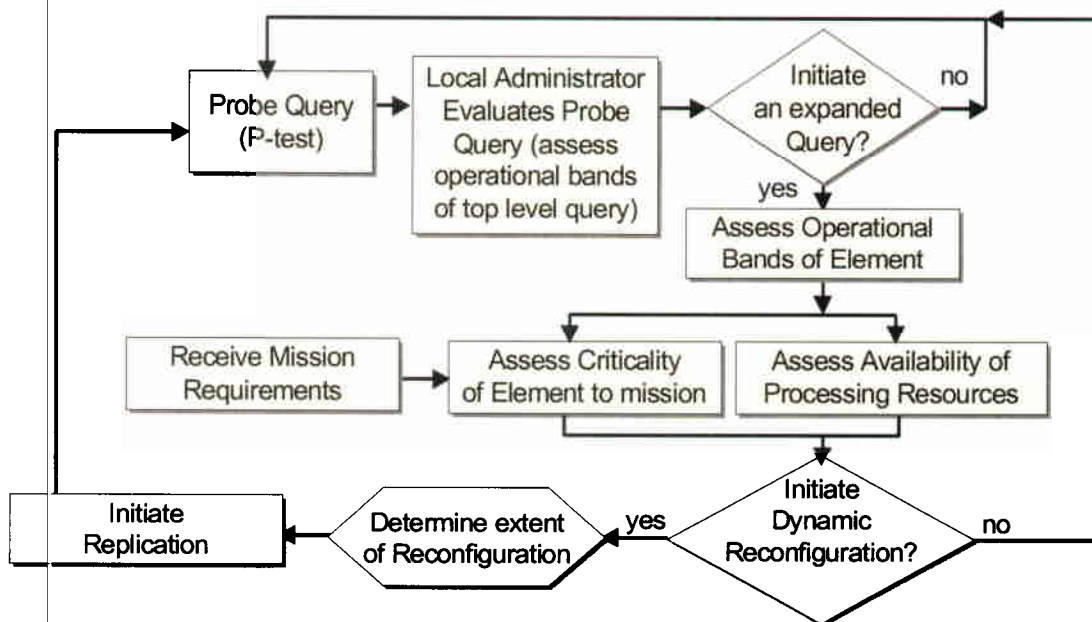 Probe Query
(P-test)
Local Administrator
Evaluates Probe
Query (assess
operational bands
of top level query)
Initiate
an expanded
Query?
no
yes
Assess Operational
Bands of Element
Receive Mission
Requirements
Assess Criticality
of Element to mission
Assess Availability of
Processing Resources
Initiate
Dynamic
Reconfiguration?
no
yes
Determine extent
of Reconfiguration
Initiate
Replication